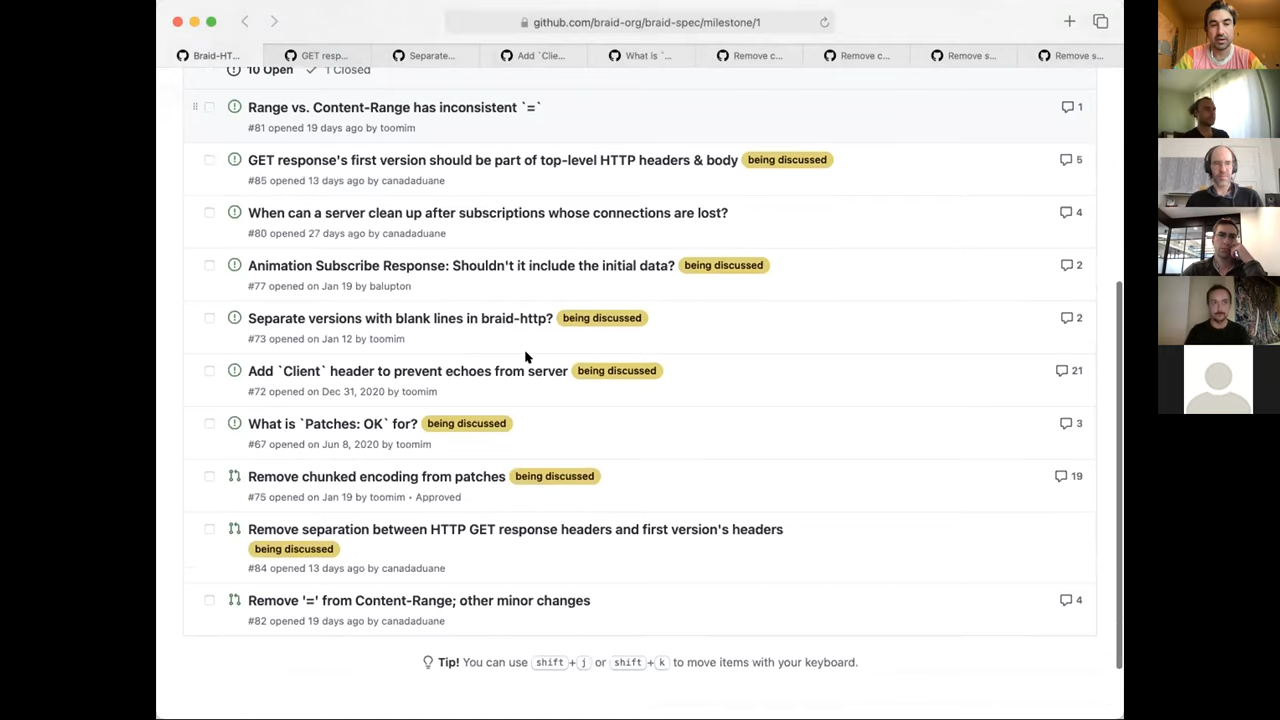 github.com/braid-org/braid-spec/milestone/1
Braid-HT...
GET resp...
Separate...
Add `Clie...
What is `...
Remove c...
Remove c...
Remove s...
Remove s...
10 Open 1 Closed
Range vs. Content-Range has inconsistent `=` 1
#81 opened 19 days ago by toomim
GET response's first version should be part of top-level HTTP headers & body being discussed 5
#85 opened 13 days ago by canadaduane
When can a server clean up after subscriptions whose connections are lost? 4
#80 opened 27 days ago by canadaduane
Animation Subscribe Response: Shouldn't it include the initial data? being discussed 2
#77 opened on Jan 19 by balupton
Separate versions with blank lines in braid-http? being discussed 2
#73 opened on Jan 12 by toomim
Add `Client` header to prevent echoes from server being discussed 21
#72 opened on Dec 31, 2020 by toomim
What is `Patches: OK` for? being discussed 3
#67 opened on Jun 8, 2020 by toomim
Remove chunked encoding from patches being discussed 19
#75 opened on Jan 19 by toomim • Approved
Remove separation between HTTP GET response headers and first version's headers
being discussed
#84 opened 13 days ago by canadaduane
Remove '=' from Content-Range; other minor changes 4
#82 opened 19 days ago by canadaduane
Tip! You can use shift+j or shift+k to move items with your keyboard.